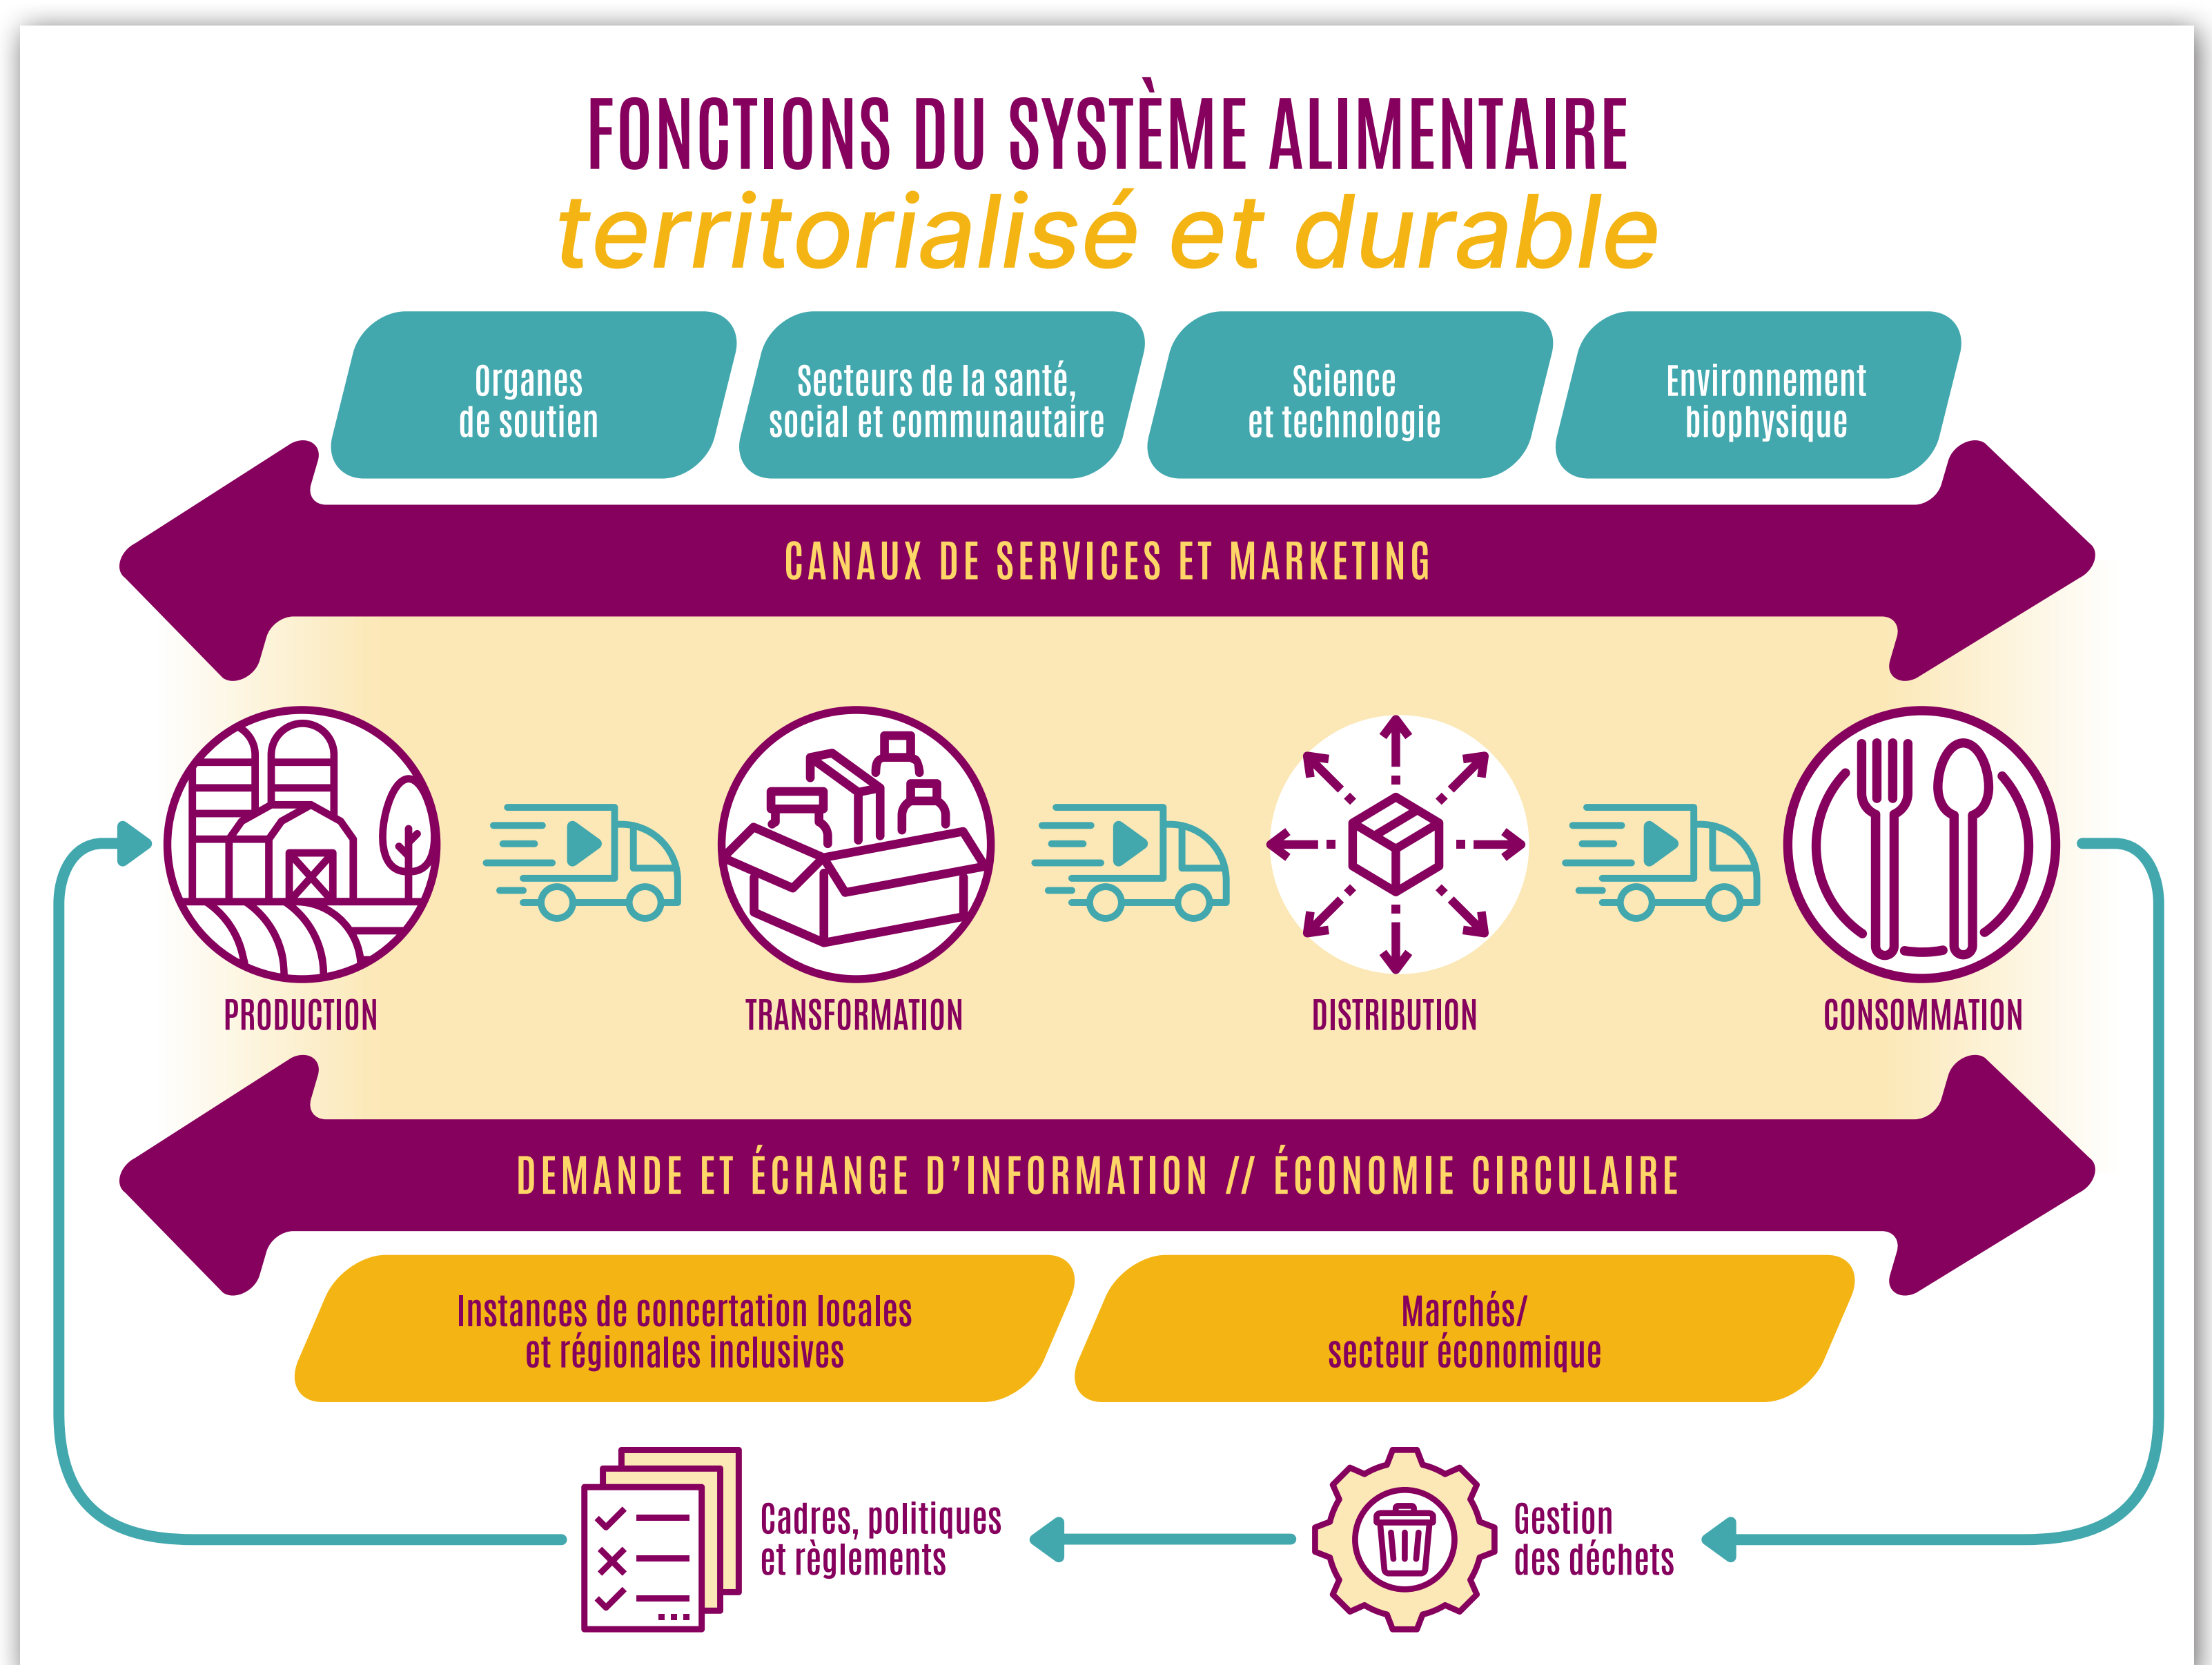 FONCTIONS DU SYSTÈME ALIMENTAIRE
territorialisé et durable
Organes
de soutien
Secteurs de la santé,
social et communautaire
Science
et technologie
Environnement
biophysique
CANAUX DE SERVICES ET MARKETING
PRODUCTION
TRANSFORMATION
DISTRIBUTION
CONSOMMATION
DEMANDE ET ÉCHANGE D’INFORMATION // ÉCONOMIE CIRCULAIRE
Instances de concertation locales
et régionales inclusives
Marchés/
secteur économique
Cadres, politiques
et règlements
Gestion
des déchets